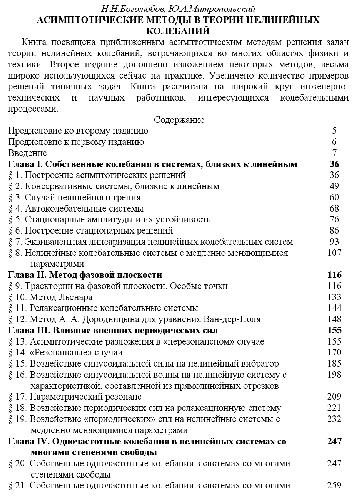 Н.Н.Боголюбов, Ю.А.Митропольский
АСИМПТОТИЧЕСКИЕ МЕТОДЫ В ТЕОРИИ НЕЛИНЕЙНЫХ
КОЛЕБАНИЙ
Книга посвящена приближенным асимптотическим методам решения задач
теории нелинейных колебаний, встречающихся во многих областях физики и
техники. Второе издание дополнено изложением некоторых методов, весьма
широко использующихся сейчас на практике. Увеличено количество примеров
решений типичных задач. Книга рассчитана на широкий круг инженерно-
технических и научных работников, интересующихся колебательными
процессами.
Содержание
Предисловие ко второму изданию 5
Предисловие к первому изданию 6
Введение 7
Глава I. Собственные колебания в системах, близких к линейным 36
§ 1. Построение асимптотических решений 36
§ 2. Консервативные системы, близкие к линейным 49
§ 3. Случай нелинейного трения 60
§ 4. Автоколебательные системы 68
§ 5. Стационарные амплитуды и их устойчивость 76
§ 6. Построение стационарных решений 86
§ 7. Эквивалентная линеаризация нелинейных колебательных систем 93
§ 8. Нелинейные колебательные системы с медленно меняющимися 107
параметрами
Глава II. Метод фазовой плоскости 116
§ 9. Траектории на фазовой плоскости. Особые точки 116
§ 10. Метод Льенара 133
§ 11. Релаксационные колебательные системы 144
§ 12. Метод А. А. Дородницына для уравнения Ван-дер-Поля 148
Глава III. Влияние внешних периодических сил 155
§ 13. Асимптотические разложения в «нерезонансном» случае 155
§ 14. «Резонансные» случаи 170
§ 15. Воздействие синусоидальной силы на нелинейный вибратор 185
§ 16. Воздействие синусоидальной силы на нелинейную систему с 198
характеристикой, составленной из прямолинейных отрезков
§ 17. Параметрический резонанс 209
§ 18. Воздействие периодических сил на релаксационную систему 221
§ 19. Воздействие «периодических» сил на нелинейные системы с 232
медленно меняющимися параметрами
Глава IV. Одночастотные колебания в нелинейных системах со 247
многими степенями свободы
§ 20. Собственные одночастотные колебания в системах со многими 247
степенями свободы
§ 21. Собственные одночастотные колебания в системах со многими 259